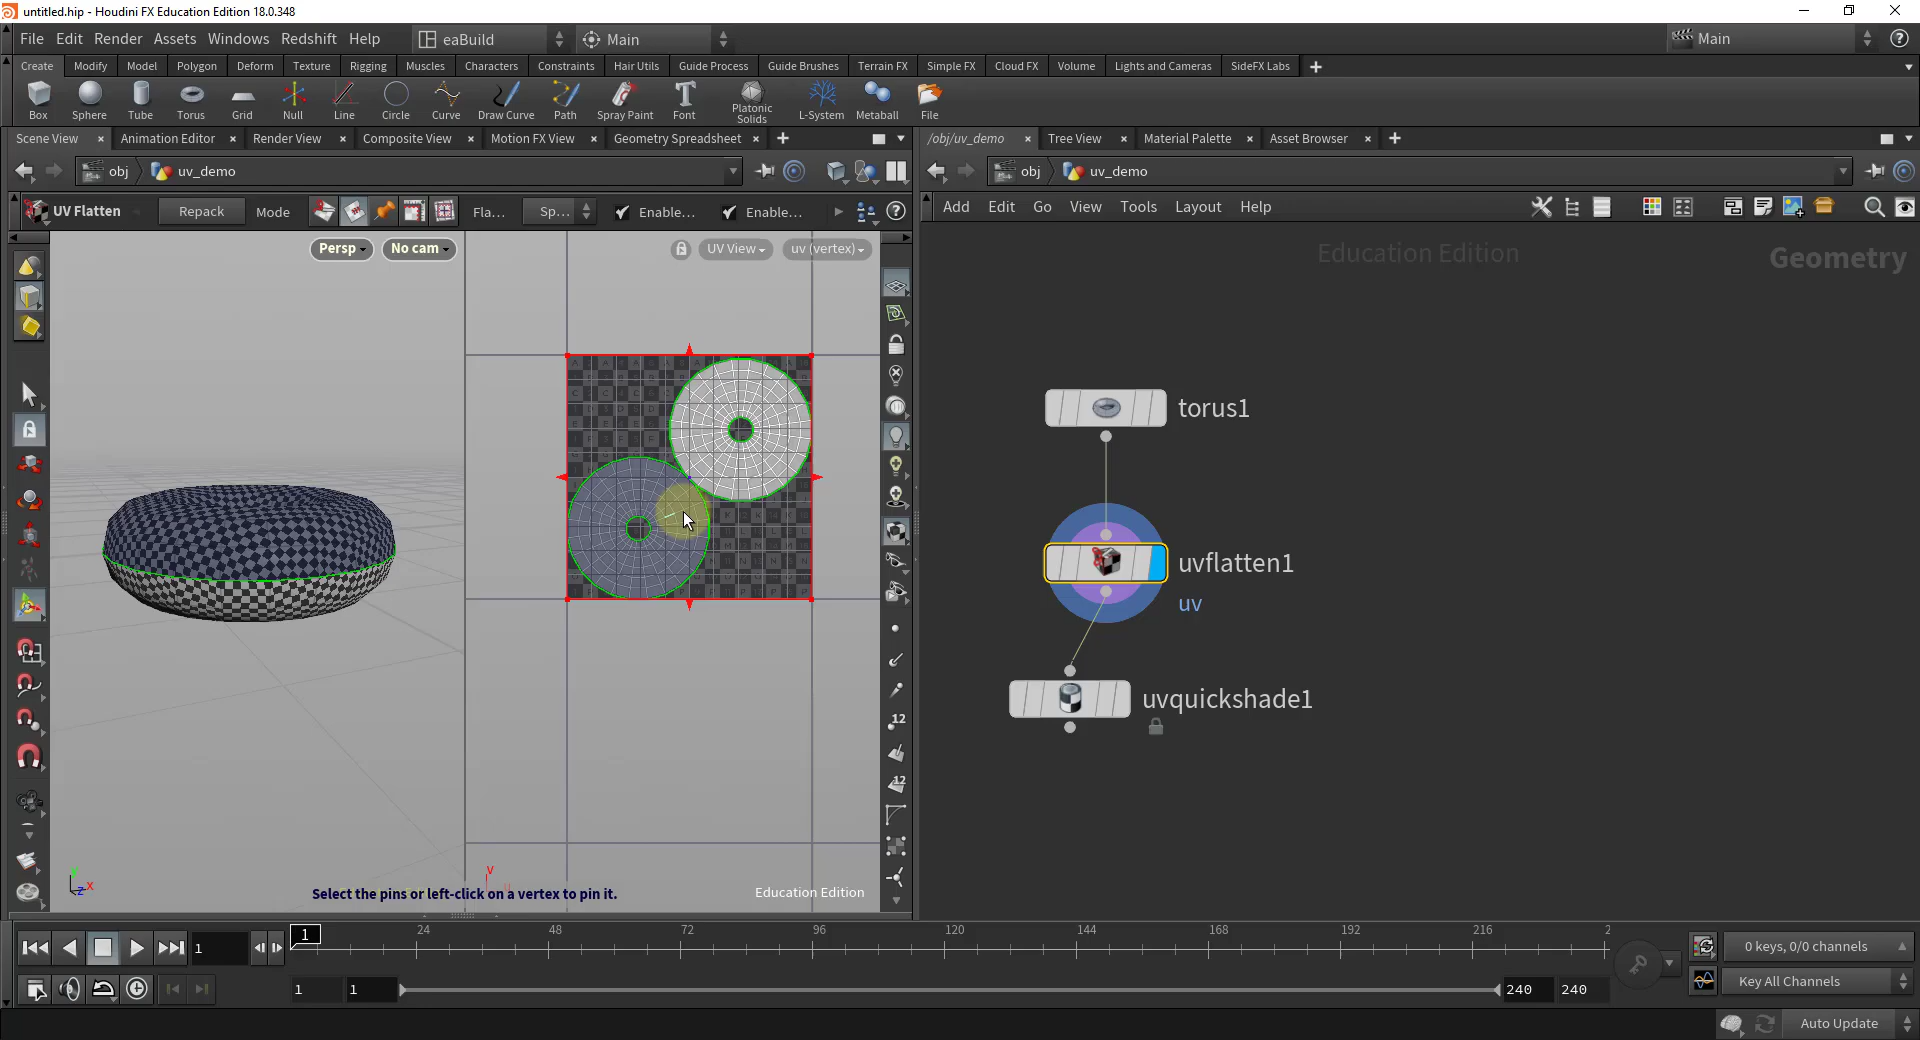 untitled.hip - Houdini FX Education Edition 18.0.348
File Edit Render Assets Windows Redshift Help eaBuild Main Main
Create Modify Model Polygon Deform Texture Rigging Muscles Characters Constraints Hair Utils Guide Process Guide Brushes Terrain FX Simple FX Cloud FX Volume Lights and Cameras SideFX Labs
Box Sphere Tube Torus Grid Null Line Circle Curve Draw Curve Path Spray Paint Font Platonic Solids L-System Metaball File
Scene View Animation Editor Render View Composite View Motion FX View Geometry Spreadsheet /obj/uv_demo Tree View Material Palette Asset Browser
obj uv_demo obj uv_demo
UV Flatten Repack Mode Fla... Sp... Enable... Enable... Add Edit Go View Tools Layout Help
Persp No cam UV View uv (vertex)
Education Edition Geometry
torus1
uvflatten1
uv
uvquickshade1
12
12
y x z
v
Select the pins or left-click on a vertex to pin it.
Education Edition
1 1 24 48 72 96 120 144 168 192 216 2
0 keys, 0/0 channels
1 1 240 240 Key All Channels
Auto Update